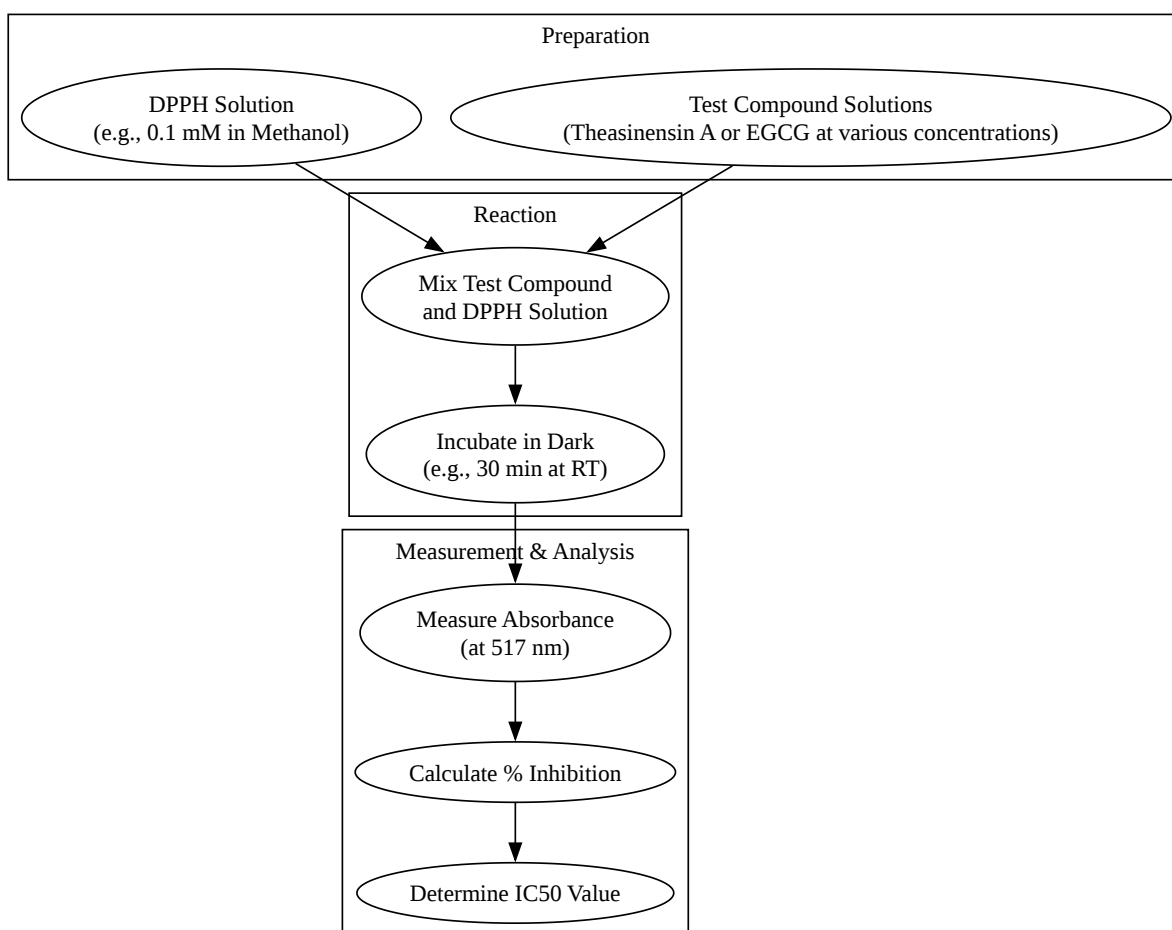 Preparation
DPPH Solution
(e.g., 0.1 mM in Methanol)
Test Compound Solutions
(Theasinensin A or EGCG at various concentrations)
Reaction
Mix Test Compound
and DPPH Solution
Incubate in Dark
(e.g., 30 min at RT)
Measurement & Analysis
Measure Absorbance
(at 517 nm)
Calculate % Inhibition
Determine IC50 Value